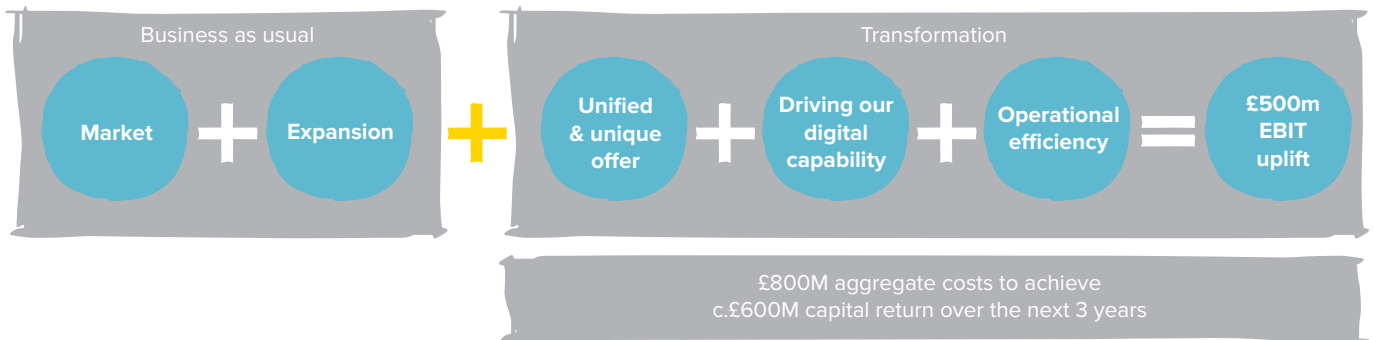 Business as usual
Market
+
Expansion
+
Transformation
Unified
& unique
offer
+
Driving our
digital
capability
+
Operational
efficiency
=
£500m
EBIT
uplift
£800M aggregate costs to achieve
c.£600M capital return over the next 3 years